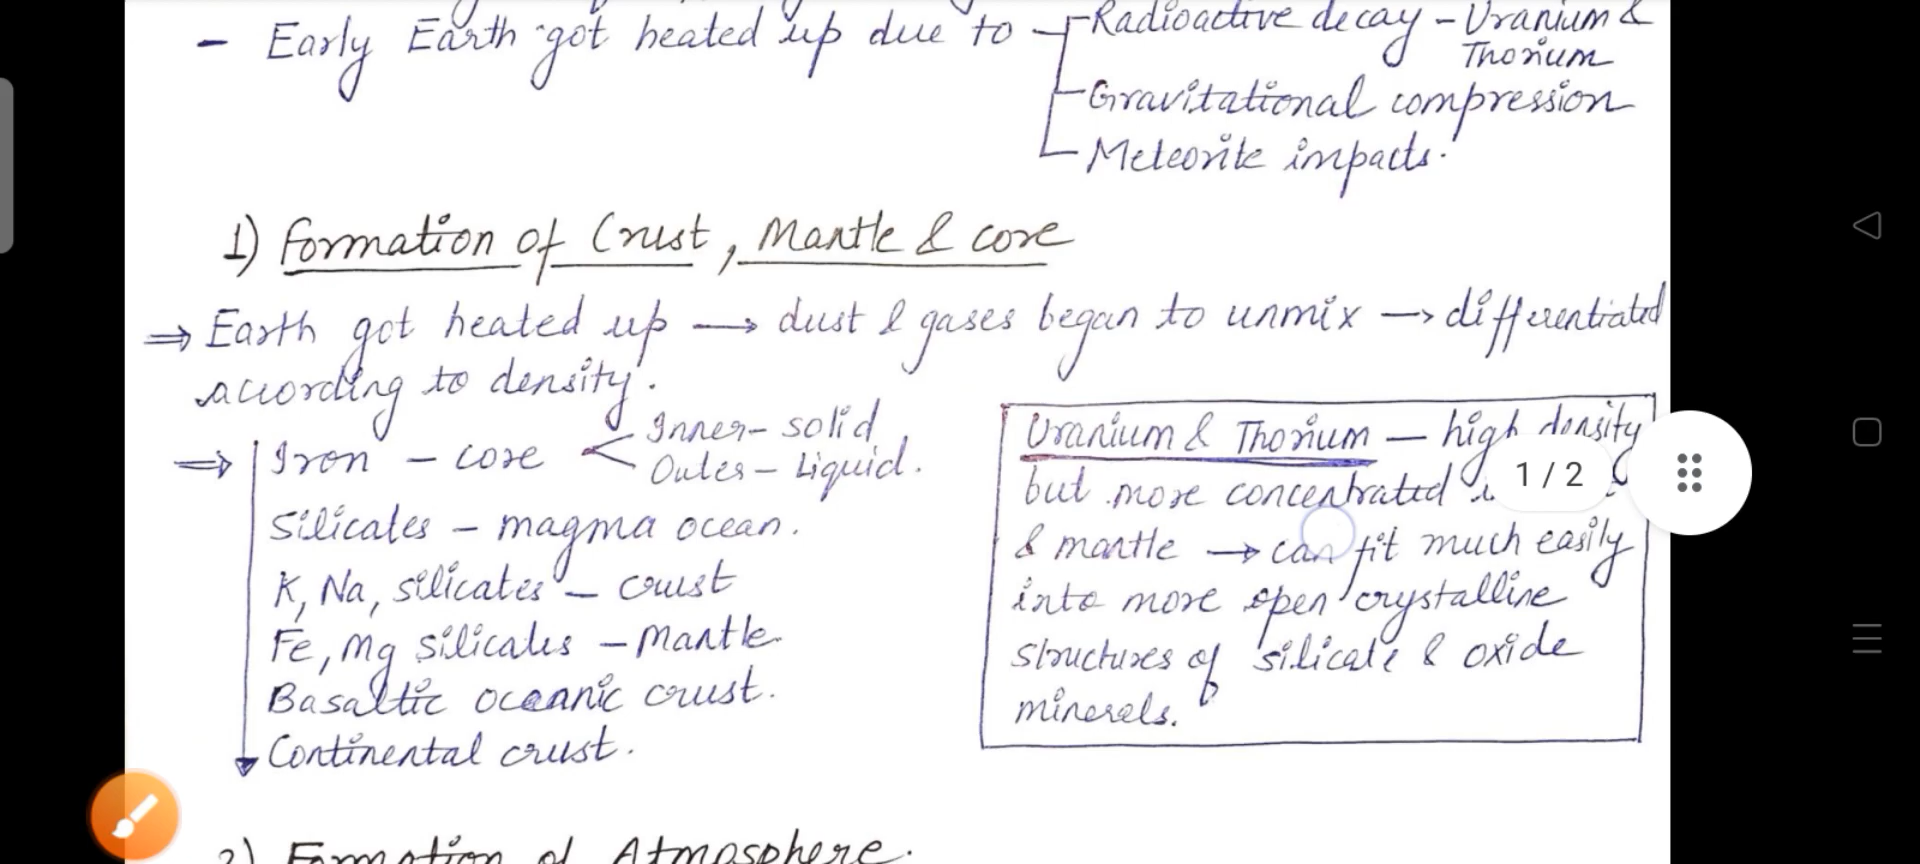 - Early Earth got heated up due to - Radioactive decay - Uranium &
Thorium
- Gravitational compression
- Meteorite impacts.
1) Formation of Crust, Mantle & core
⇒ Earth got heated up → dust & gases began to unmix → differentiated
according to density.
⇒ Iron - core < Inner - solid
Outer - Liquid.
Silicates - magma ocean.
K, Na, silicates - crust
Fe, Mg silicates - Mantle
Basaltic oceanic crust.
Continental crust.
Uranium & Thorium - high density
but more concentrated
& mantle → can fit much easily
into more open crystalline
structures of silicate & oxide
minerals.
1 / 2
2) Formation of Atmosphere.